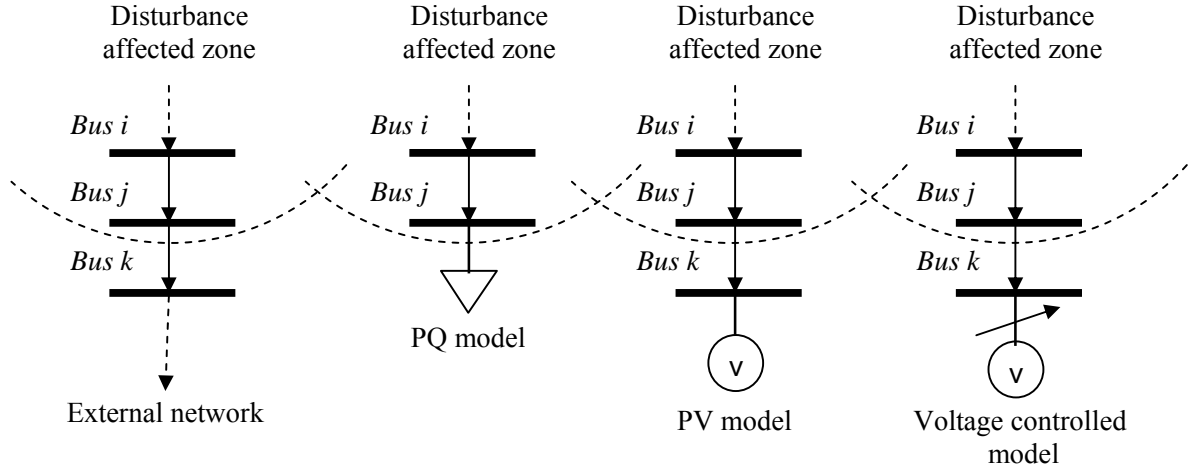 Disturbance
affected zone
Bus i
Bus j
Bus k
External network
Disturbance
affected zone
Bus i
Bus j
PQ model
Disturbance
affected zone
Bus i
Bus j
Bus k
v
PV model
Disturbance
affected zone
Bus i
Bus j
Bus k
v
Voltage controlled
model